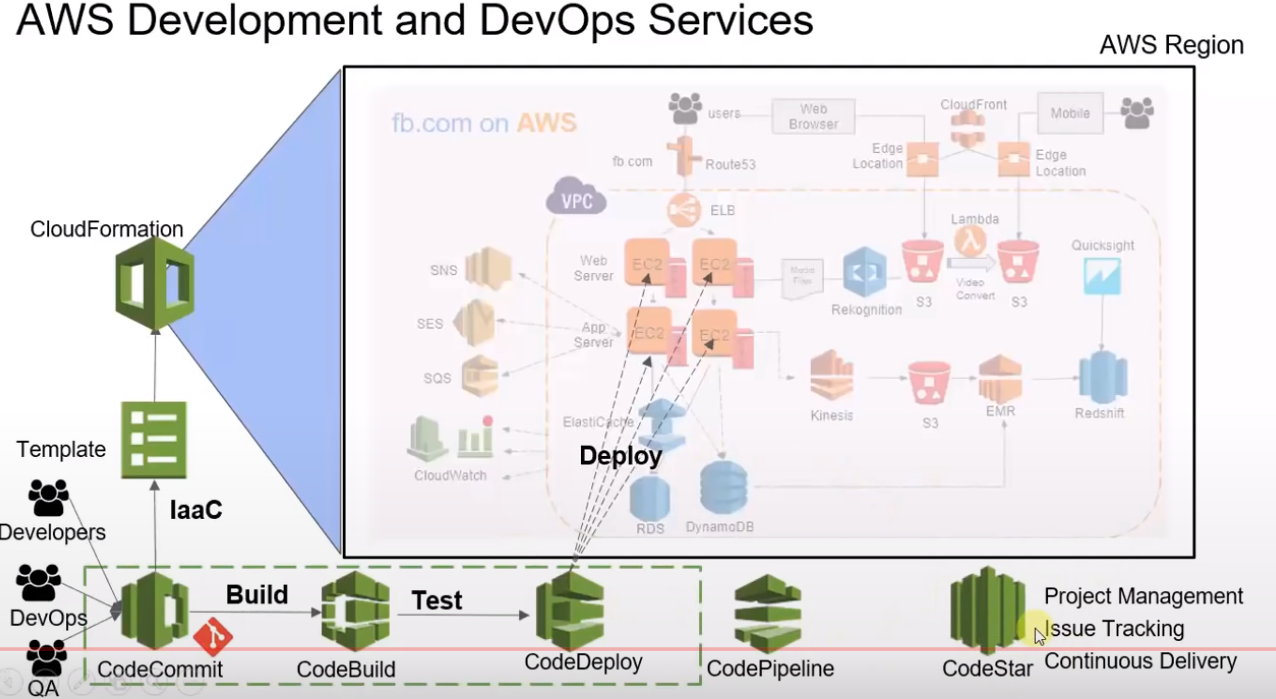 AWS Development and DevOps Services
AWS Region
fb.com on AWS
users
Web
Browser
CloudFront
Mobile
fb com
Route53
Edge
Location
Edge
Location
VPC
ELB
CloudFormation
Lambda
SNS
Web
Server
EC2
EC2
Rekognition
S3
Video
Convert
S3
Quicksight
SES
App
Server
EC2
EC2
SQS
Kinesis
S3
EMR
Redshift
ElastiCache
CloudWatch
Deploy
RDS
DynamoDB
Template
IaaC
Developers
DevOps
QA
Build
Test
CodeCommit
CodeBuild
CodeDeploy
CodePipeline
CodeStar
Project Management
Issue Tracking
Continuous Delivery